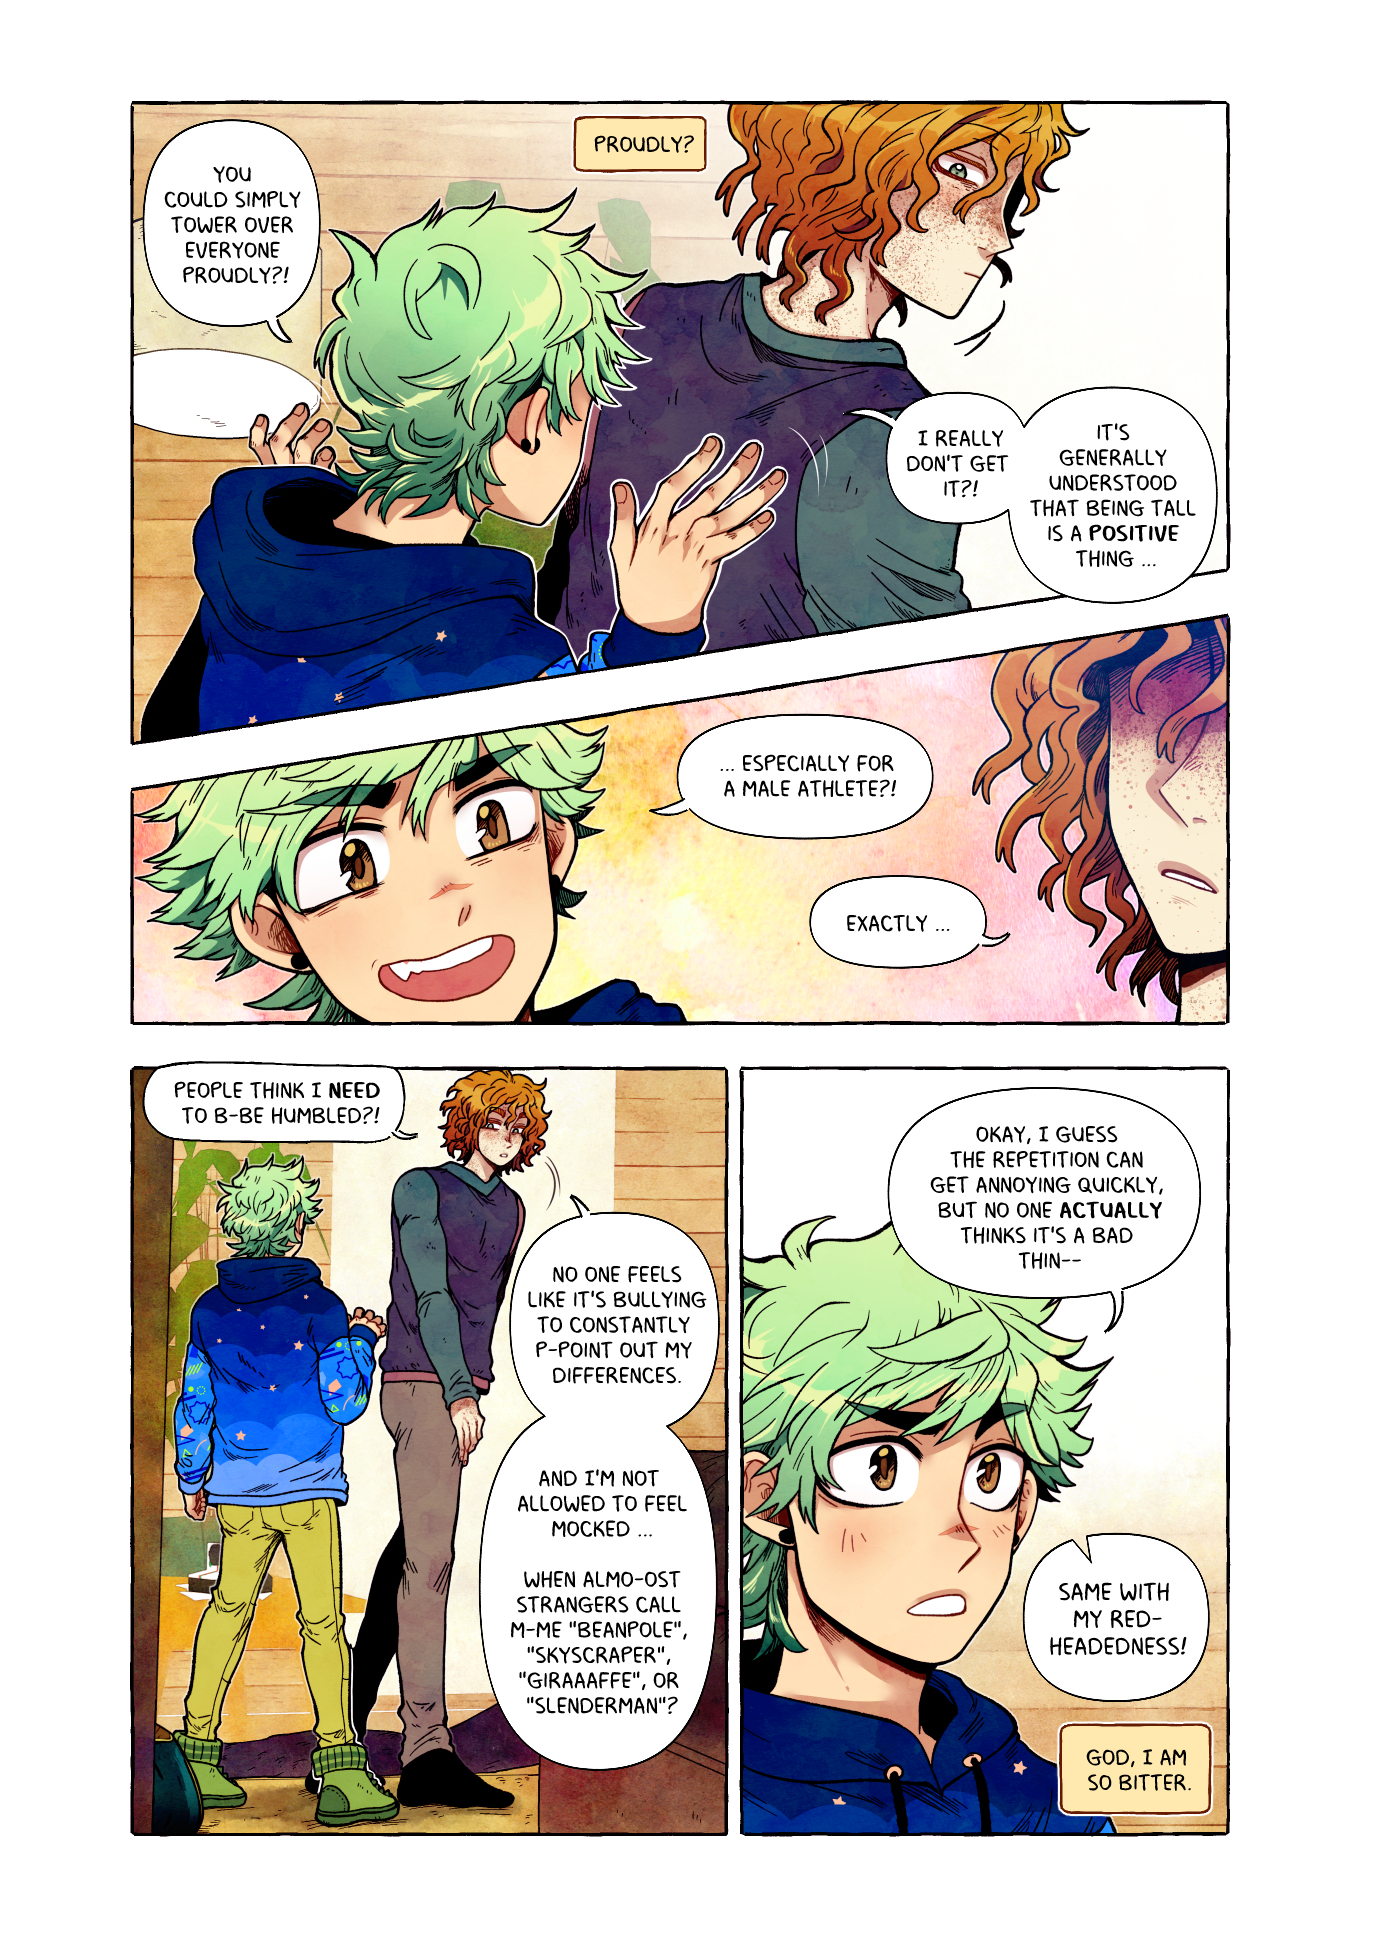 YOU
COULD SIMPLY
TOWER OVER
EVERYONE
PROUDLY?!
PROUDLY?
I REALLY
DON'T GET
IT?!
IT'S
GENERALLY
UNDERSTOOD
THAT BEING TALL
IS A POSITIVE
THING ...
... ESPECIALLY FOR
A MALE ATHLETE?!
EXACTLY ...
PEOPLE THINK I NEED
TO B-BE HUMBLED?!
NO ONE FEELS
LIKE IT'S BULLYING
TO CONSTANTLY
P-POINT OUT MY
DIFFERENCES.
AND I'M NOT
ALLOWED TO FEEL
MOCKED ...
WHEN ALMO-OST
STRANGERS CALL
M-ME "BEANPOLE",
"SKYSCRAPER",
"GIRAAAFFE", OR
"SLENDERMAN"?
OKAY, I GUESS
THE REPETITION CAN
GET ANNOYING QUICKLY,
BUT NO ONE ACTUALLY
THINKS IT'S A BAD
THIN--
SAME WITH
MY RED-
HEADEDNESS!
GOD, I AM
SO BITTER.